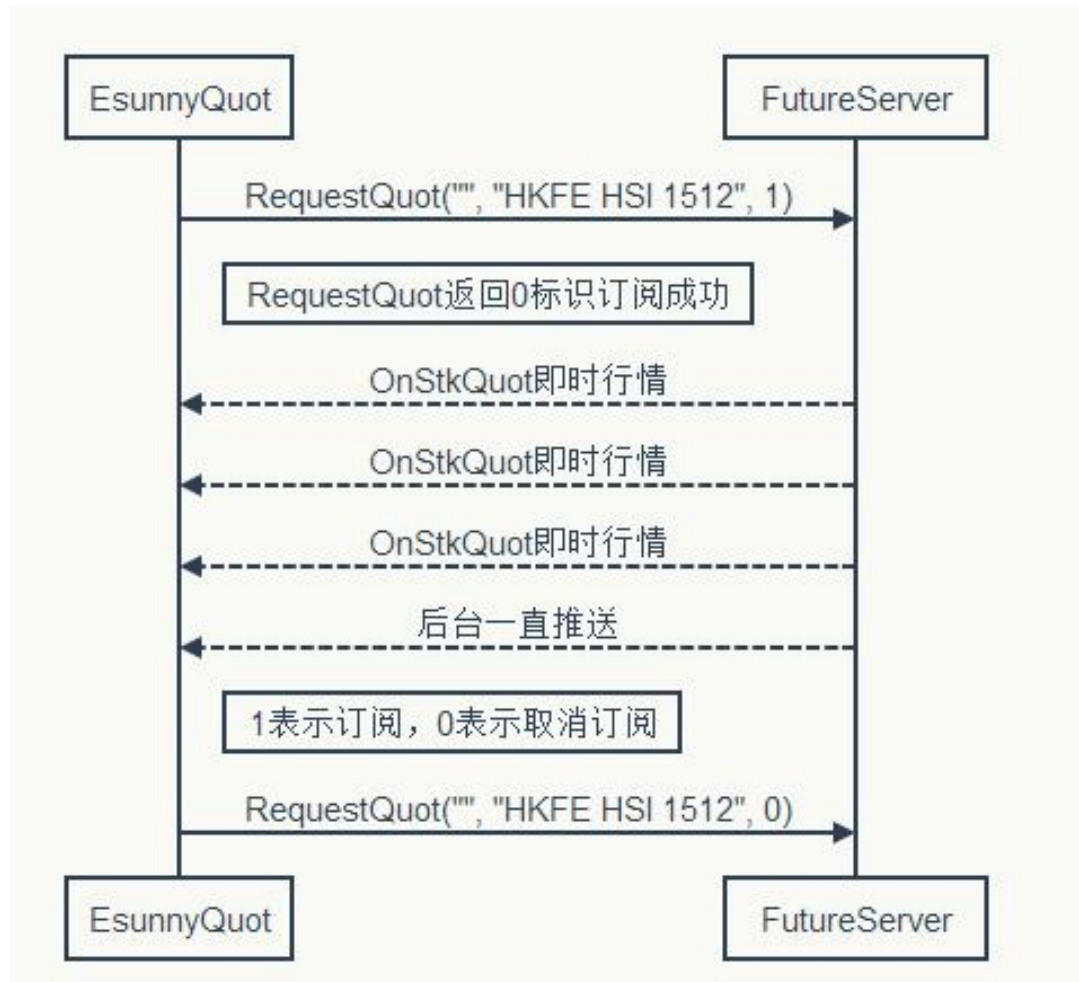 EsunnyQuot
FutureServer
RequestQuot("", "HKFE HSI 1512", 1)
RequestQuot返回0标识订阅成功
OnStkQuot即时行情
OnStkQuot即时行情
OnStkQuot即时行情
后台一直推送
1表示订阅，0表示取消订阅
RequestQuot("", "HKFE HSI 1512", 0)
EsunnyQuot
FutureServer